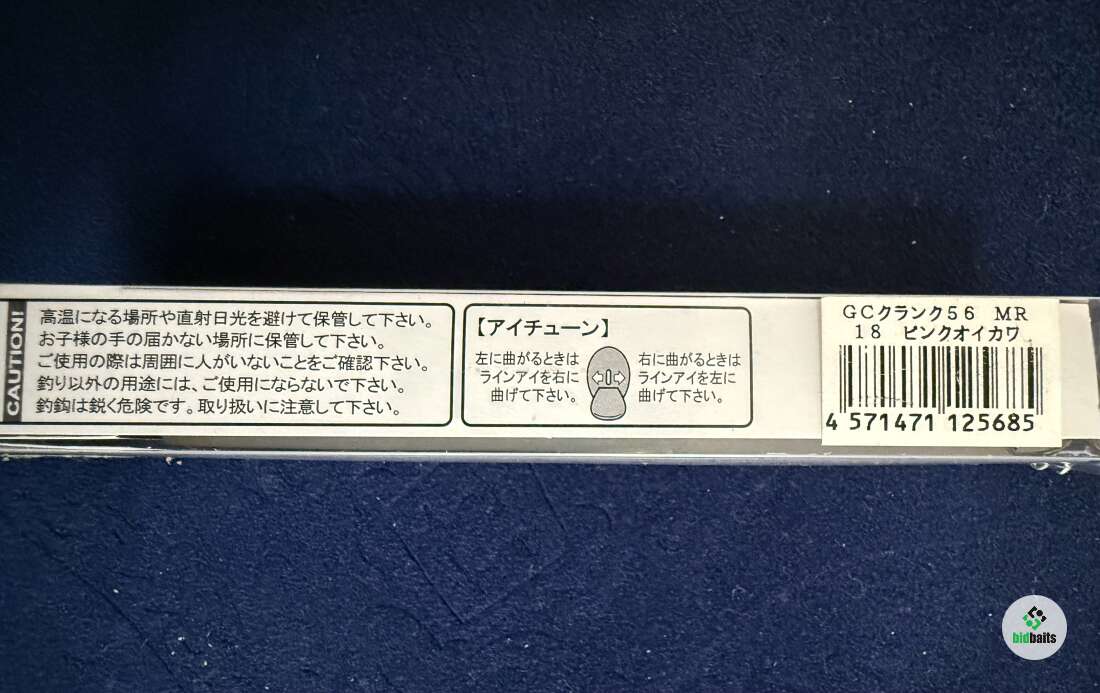 CAUTION!
高温になる場所や直射日光を避けて保管して下さい。
お子様の手の届かない場所に保管して下さい。
ご使用の際は周囲に人がいないことをご確認下さい。
釣り以外の用途には、ご使用にならないで下さい。
釣鈎は鋭く危険です。取り扱いに注意して下さい。
【アイチューン】
左に曲がるときは
ラインアイを右に
曲げて下さい。
右に曲がるときは
ラインアイを左に
曲げて下さい。
GCクランク56 MR
18 ピンクオイカワ
4 571471 125685
bidbaits